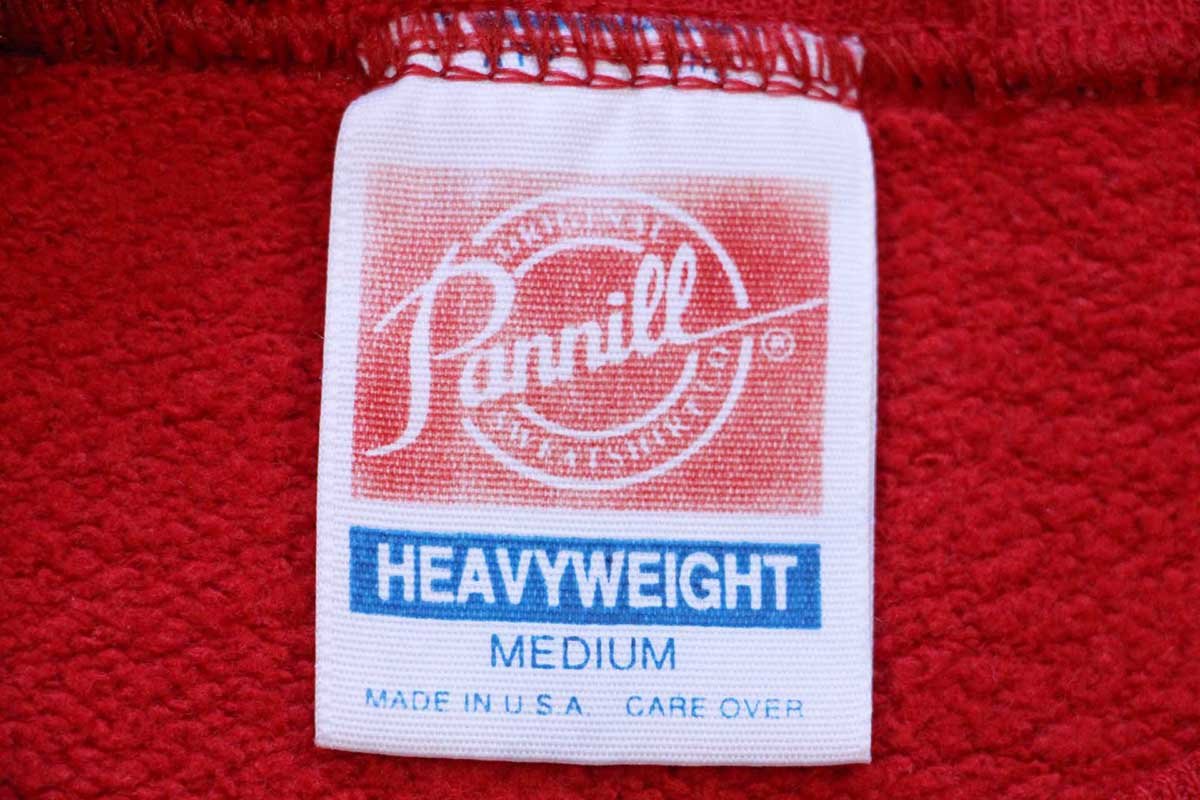 ORIGINAL
Pannill
®
SWEATSHIRT CO
HEAVYWEIGHT
MEDIUM
MADE IN U.S.A. CARE OVER